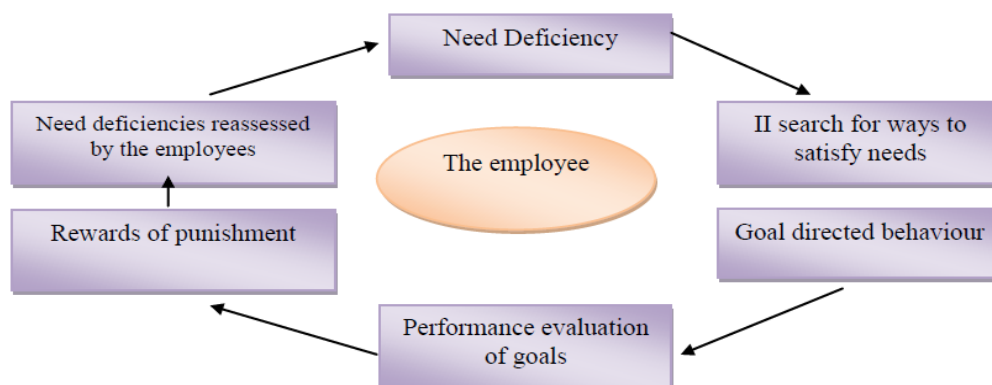 Need Deficiency
Need deficiencies reassessed
by the employees
II search for ways to
satisfy needs
The employee
Rewards of punishment
Goal directed behaviour
Performance evaluation
of goals